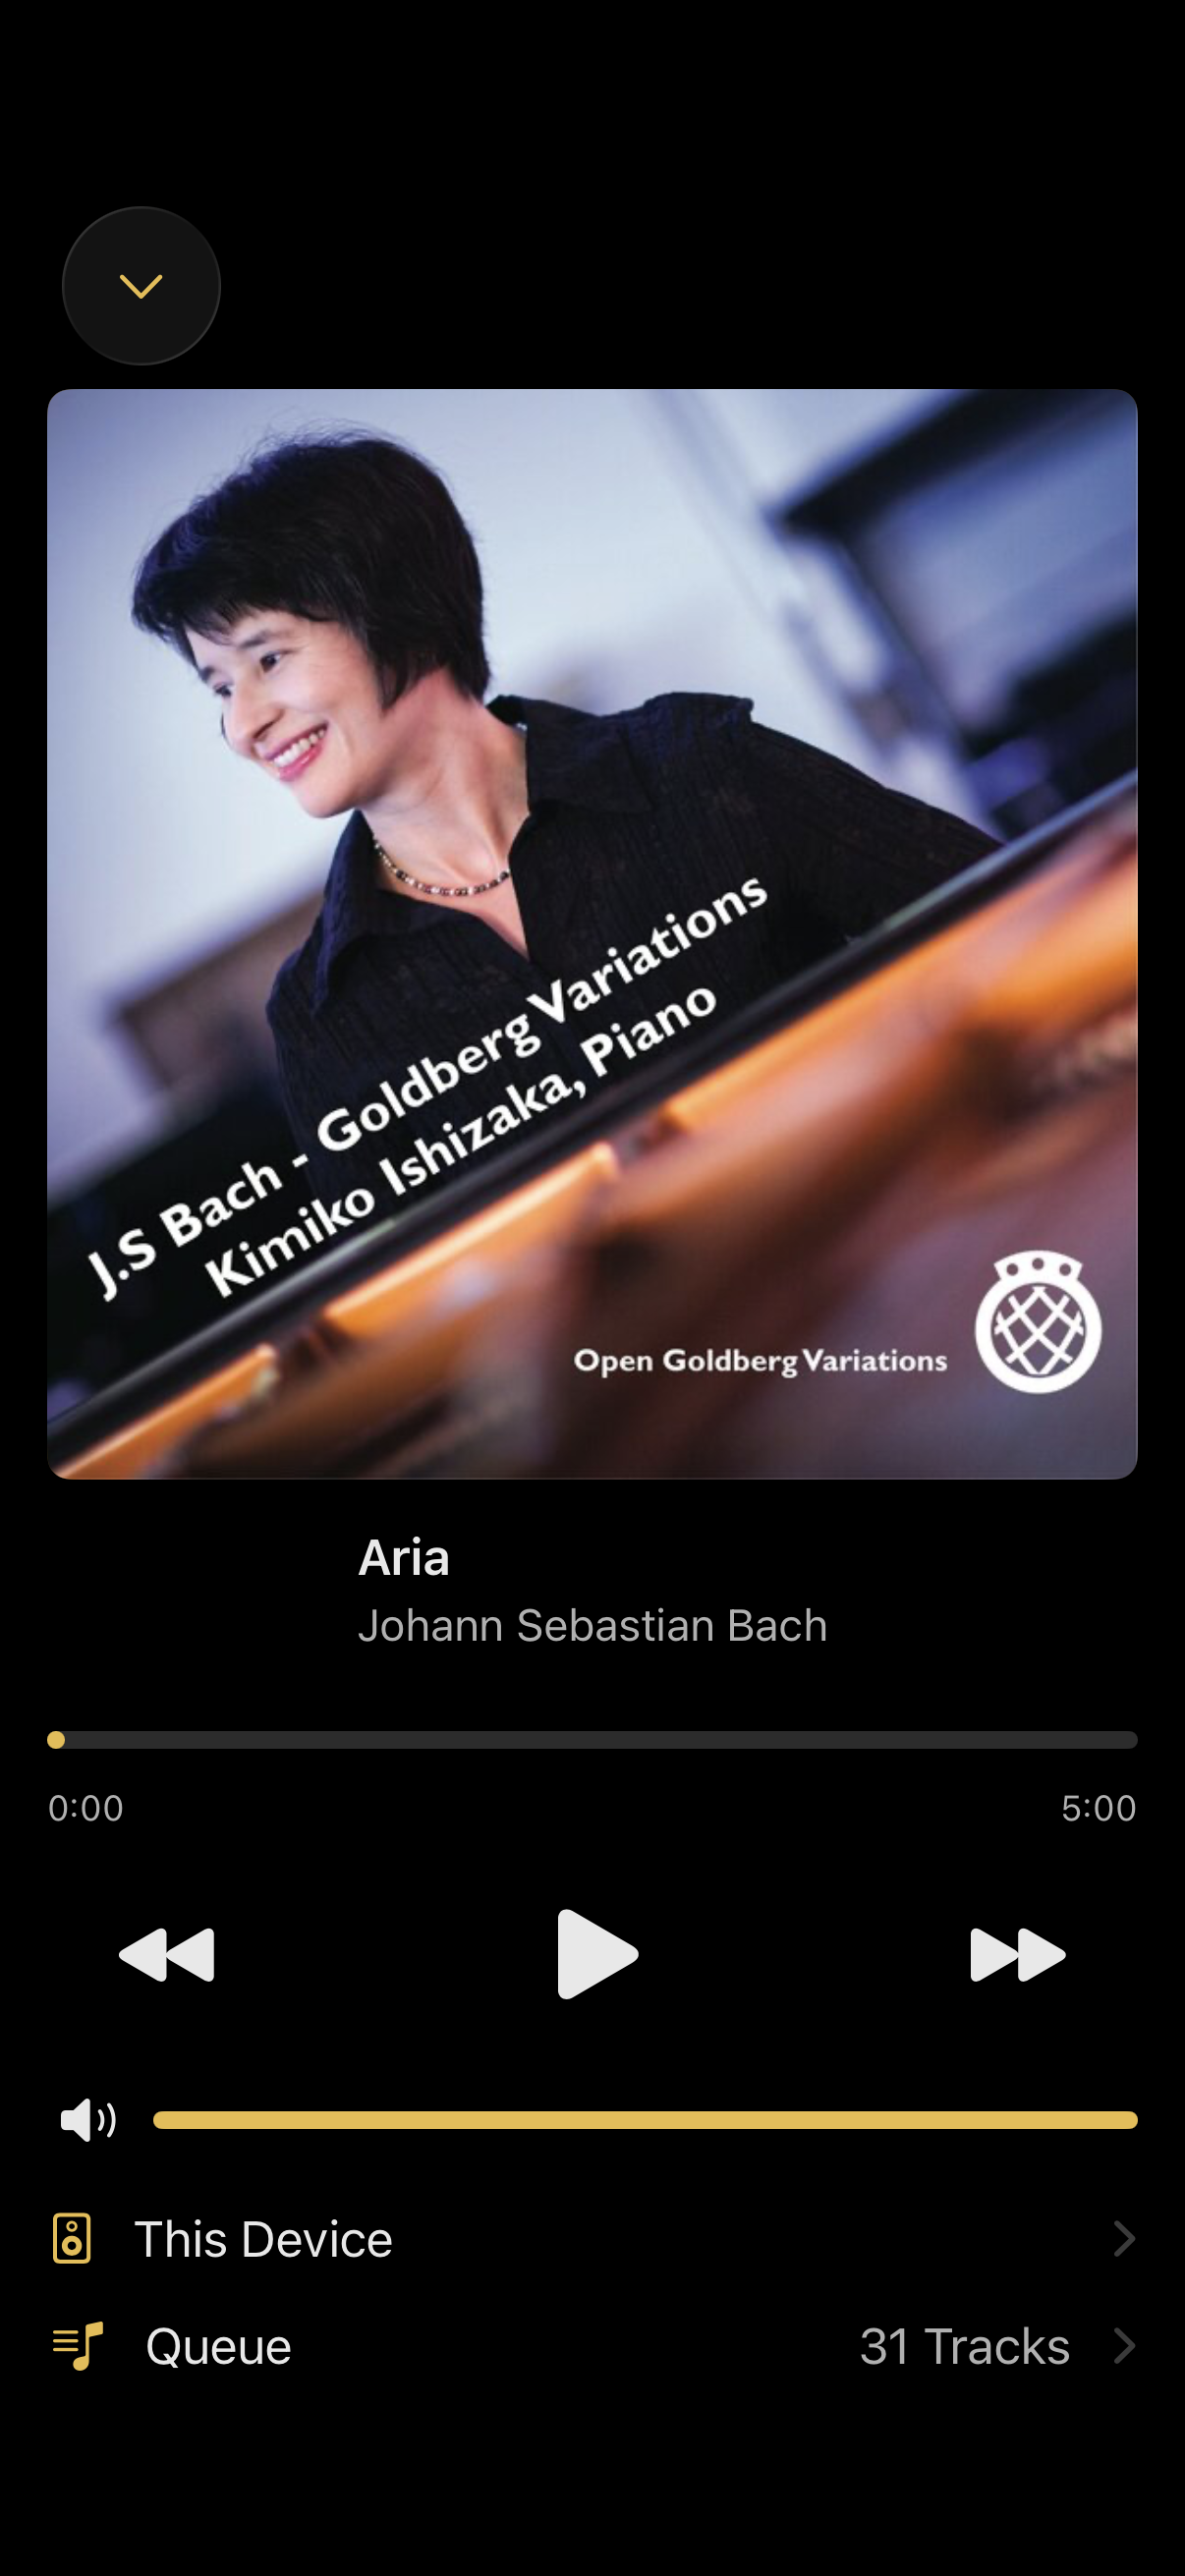 J.S Bach - Goldberg Variations
Kimiko Ishizaka, Piano
Open Goldberg Variations
Aria
Johann Sebastian Bach
0:00
5:00
This Device
Queue
31 Tracks